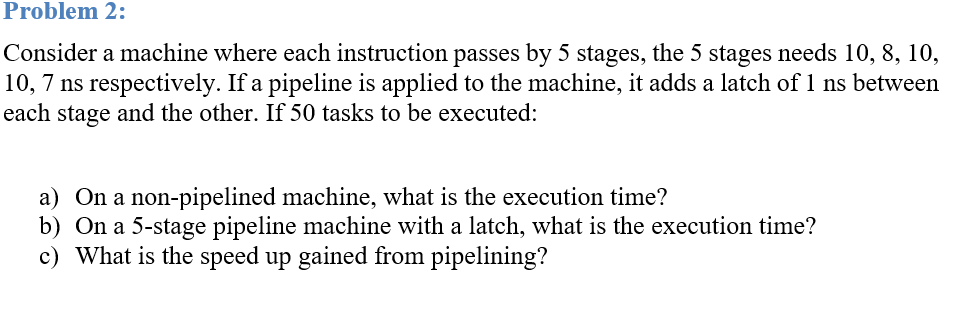 Problem 2:
Consider a machine where each instruction passes by 5 stages, the 5 stages needs 10, 8, 10,
10, 7 ns respectively. If a pipeline is applied to the machine, it adds a latch of 1 ns between
each stage and the other. If 50 tasks to be executed:
a) On a non-pipelined machine, what is the execution time?
b) On a 5-stage pipeline machine with a latch, what is the execution time?
c) What is the speed up gained from pipelining?